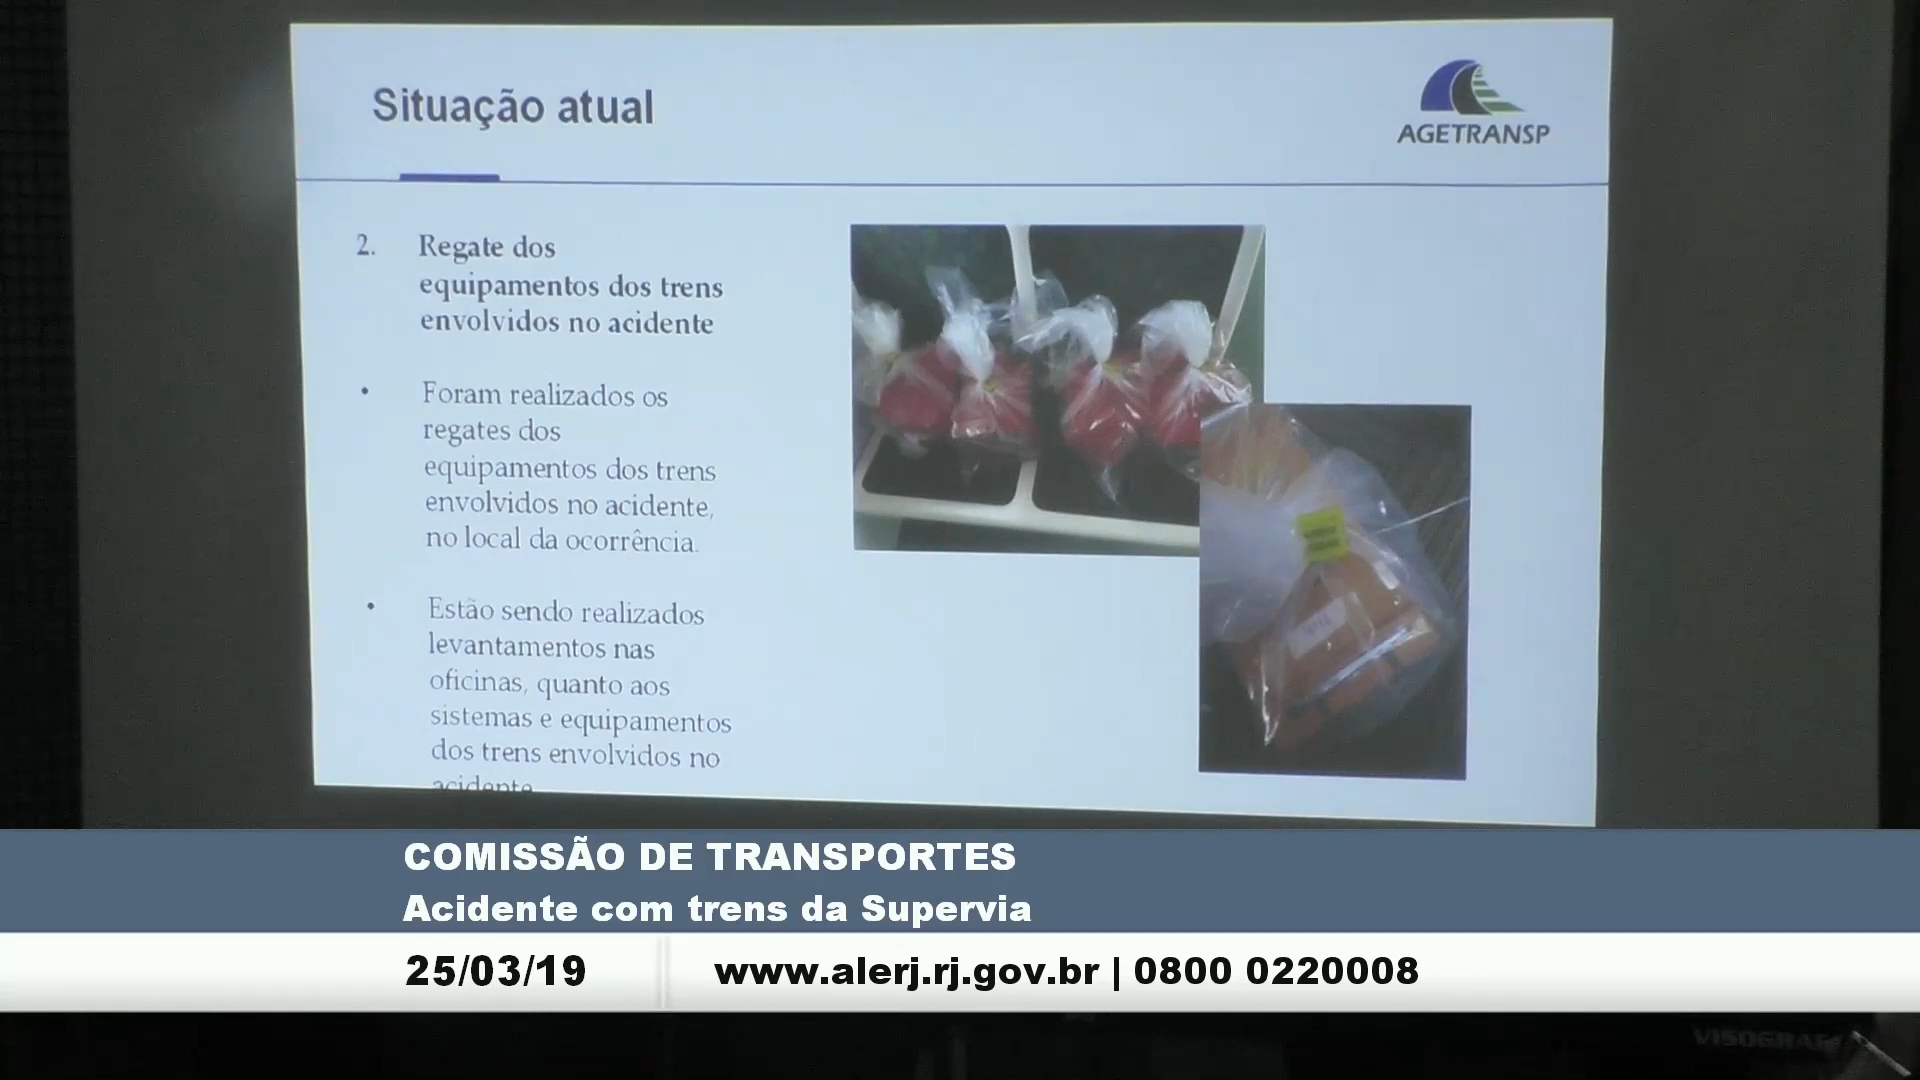 Situação atual
AGETRANSP
2. Regate dos
equipamentos dos trens
envolvidos no acidente
• Foram realizados os
regates dos
equipamentos dos trens
envolvidos no acidente,
no local da ocorrência.
• Estão sendo realizados
levantamentos nas
oficinas, quanto aos
sistemas e equipamentos
dos trens envolvidos no
acidente
COMISSÃO DE TRANSPORTES
Acidente com trens da Supervia
25/03/19
www.alerj.rj.gov.br | 0800 0220008